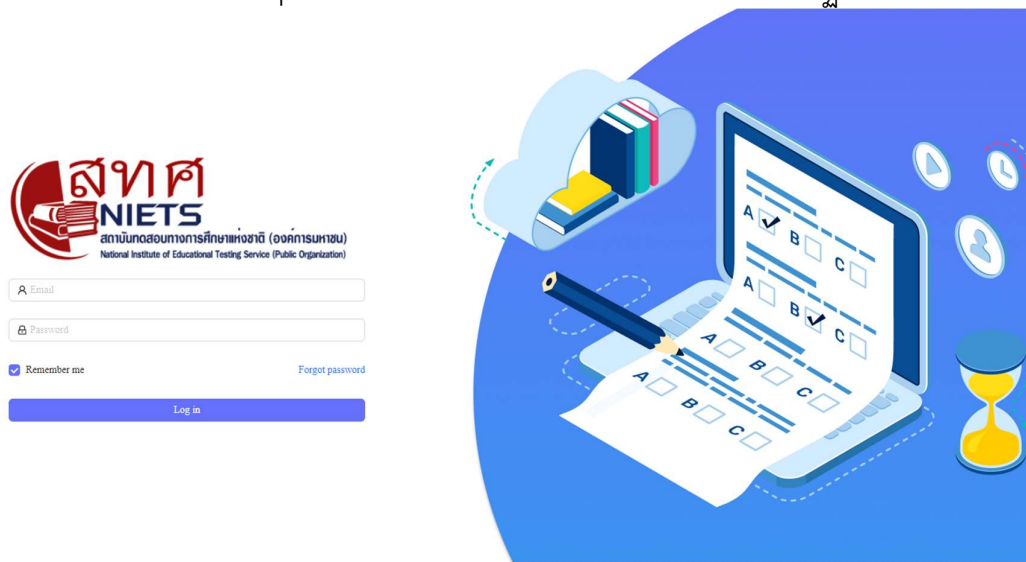 สทศ
NIETS
สถาบันทดสอบทางการศึกษาแห่งชาติ (องค์การมหาชน)
National Institute of Educational Testing Service (Public Organization)
Email
Password
Remember me
Forgot password
Log in
A
B
C
A
B
C
A
B
C
A
B
C